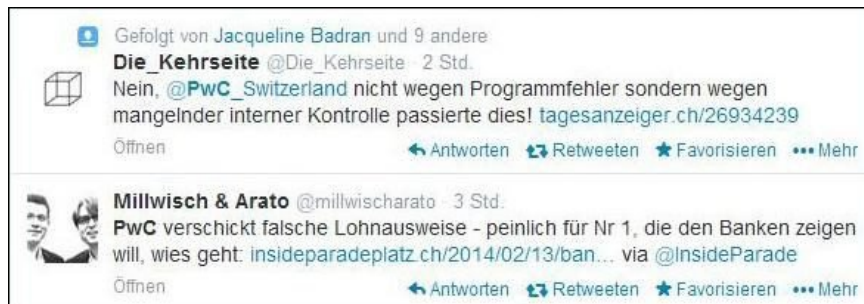 Gefolgt von Jacqueline Badran und 9 andere
Die_Kehrseite @Die_Kehrseite · 2 Std.
Nein, @PwC_Switzerland nicht wegen Programmfehler sondern wegen
mangelnder interner Kontrolle passierte dies! tagesanzeiger.ch/26934239
Öffnen Antworten Retweeten Favorisieren Mehr
Millwisch & Arato @millwischarato · 3 Std.
PwC verschickt falsche Lohnausweise - peinlich für Nr 1, die den Banken zeigen
will, wies geht: insideparadeplatz.ch/2014/02/13/ban... via @InsideParade
Öffnen Antworten Retweeten Favorisieren Mehr